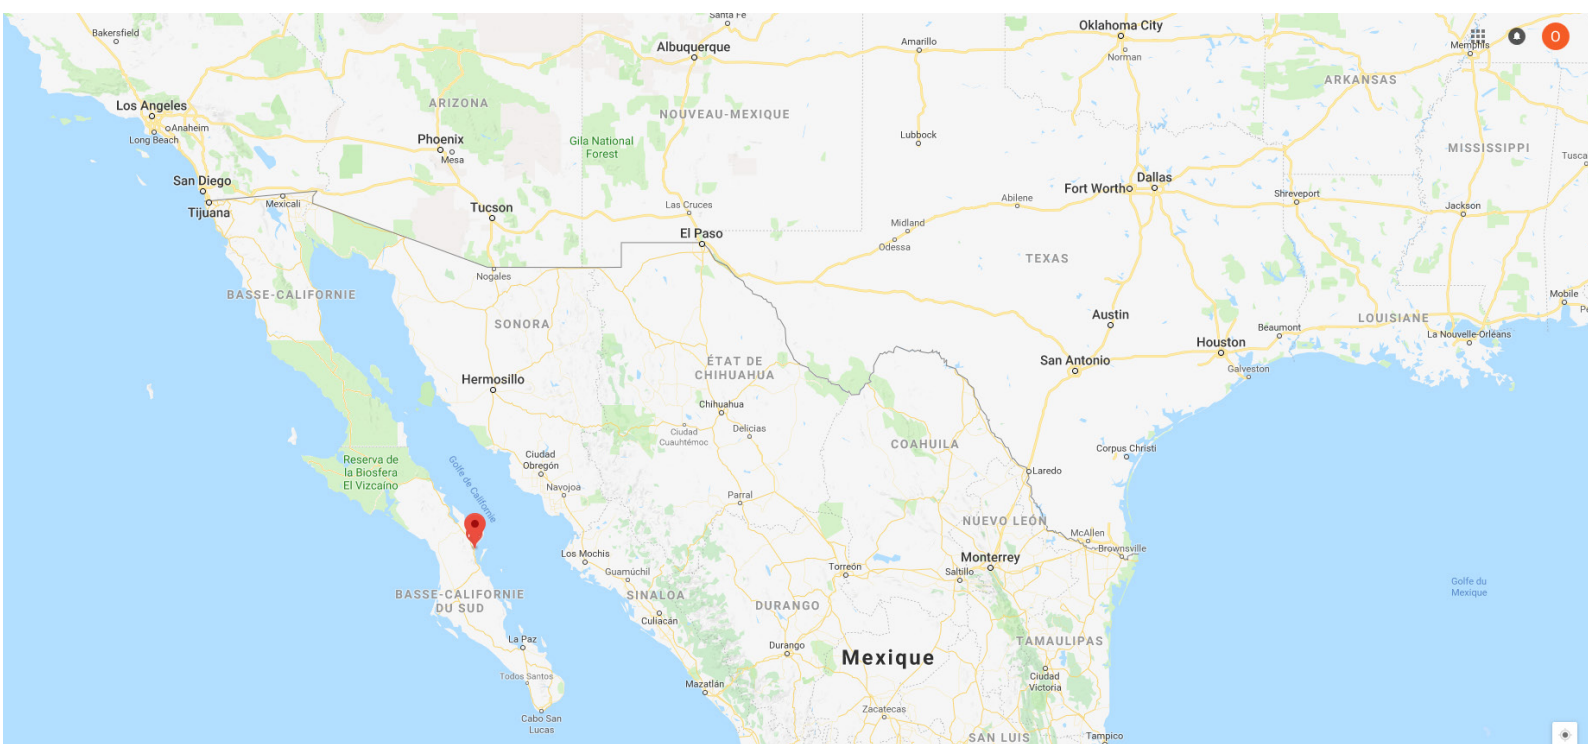 Santa Fe
Oklahoma City
Bakersfield
Albuquerque
Amarillo
Memphis
O
Norman
ARKANSAS
Los Angeles
ARIZONA
NOUVEAU-MEXIQUE
Anaheim
Long Beach
Phoenix
Mesa
Gila National
Forest
Lubbock
MISSISSIPPI
Tusca
San Diego
Tijuana
Mexicali
Tucson
Las Cruces
Fort Worth
Dallas
Abilene
Shreveport
Jackson
El Paso
Midland
Odessa
TEXAS
Nogales
BASSE-CALIFORNIE
SONORA
Austin
Mobile
LOUISIANE
Beaumont
La Nouvelle-Orléans
Houston
San Antonio
Galveston
ÉTAT DE
CHIHUAHUA
Hermosillo
Chihuahua
Ciudad
Cuauhtémoc
Delicias
COAHUILA
Corpus Christi
Reserva de
la Biosfera
El Vizcaíno
Golfe de Californie
Ciudad
Obregón
Navojoa
Laredo
Parral
NUEVO LEÓN
McAllen
Brownsville
Los Mochis
Guamúchil
Torreón
Monterrey
Saltillo
Golfe du
Mexique
BASSE-CALIFORNIE
DU SUD
SINALOA
Culiacán
DURANGO
La Paz
Durango
Mexique
TAMAULIPAS
Todos Santos
Mazatlán
Ciudad
Victoria
Cabo San
Lucas
Zacatecas
SAN LUIS
Tampico